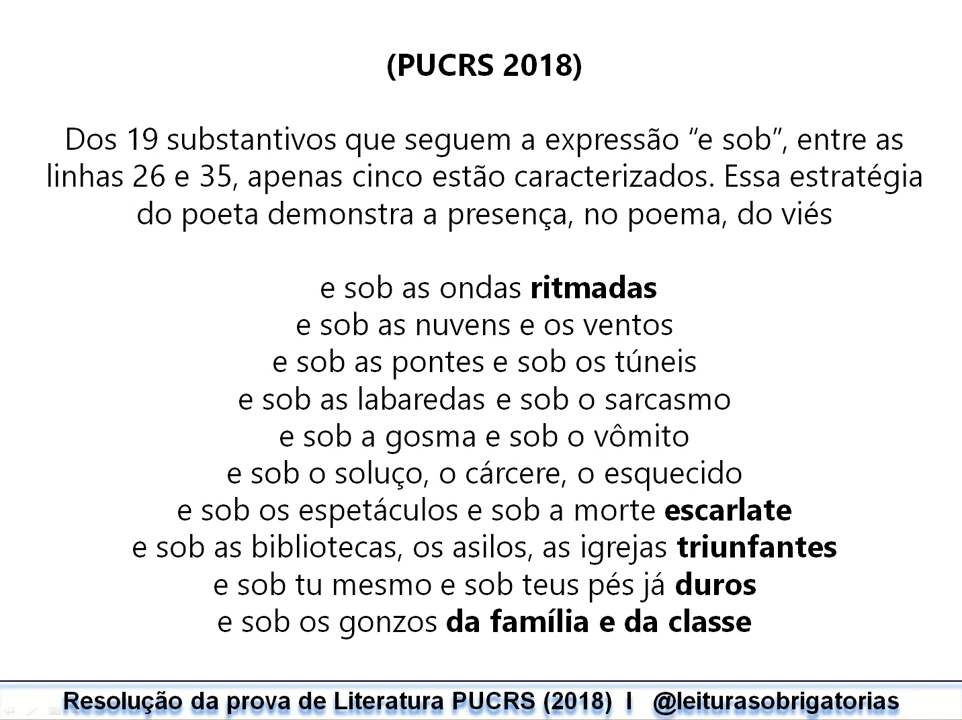 (PUCRS 2018)
Dos 19 substantivos que seguem a expressão “e sob”, entre as
linhas 26 e 35, apenas cinco estão caracterizados. Essa estratégia
do poeta demonstra a presença, no poema, do viés
e sob as ondas ritmadas
e sob as nuvens e os ventos
e sob as pontes e sob os túneis
e sob as labaredas e sob o sarcasmo
e sob a gosma e sob o vômito
e sob o soluço, o cárcere, o esquecido
e sob os espetáculos e sob a morte escarlate
e sob as bibliotecas, os asilos, as igrejas triunfantes
e sob tu mesmo e sob teus pés já duros
e sob os gonzos da família e da classe
Resolução da prova de Literatura PUCRS (2018) I @leiturasobrigatorias